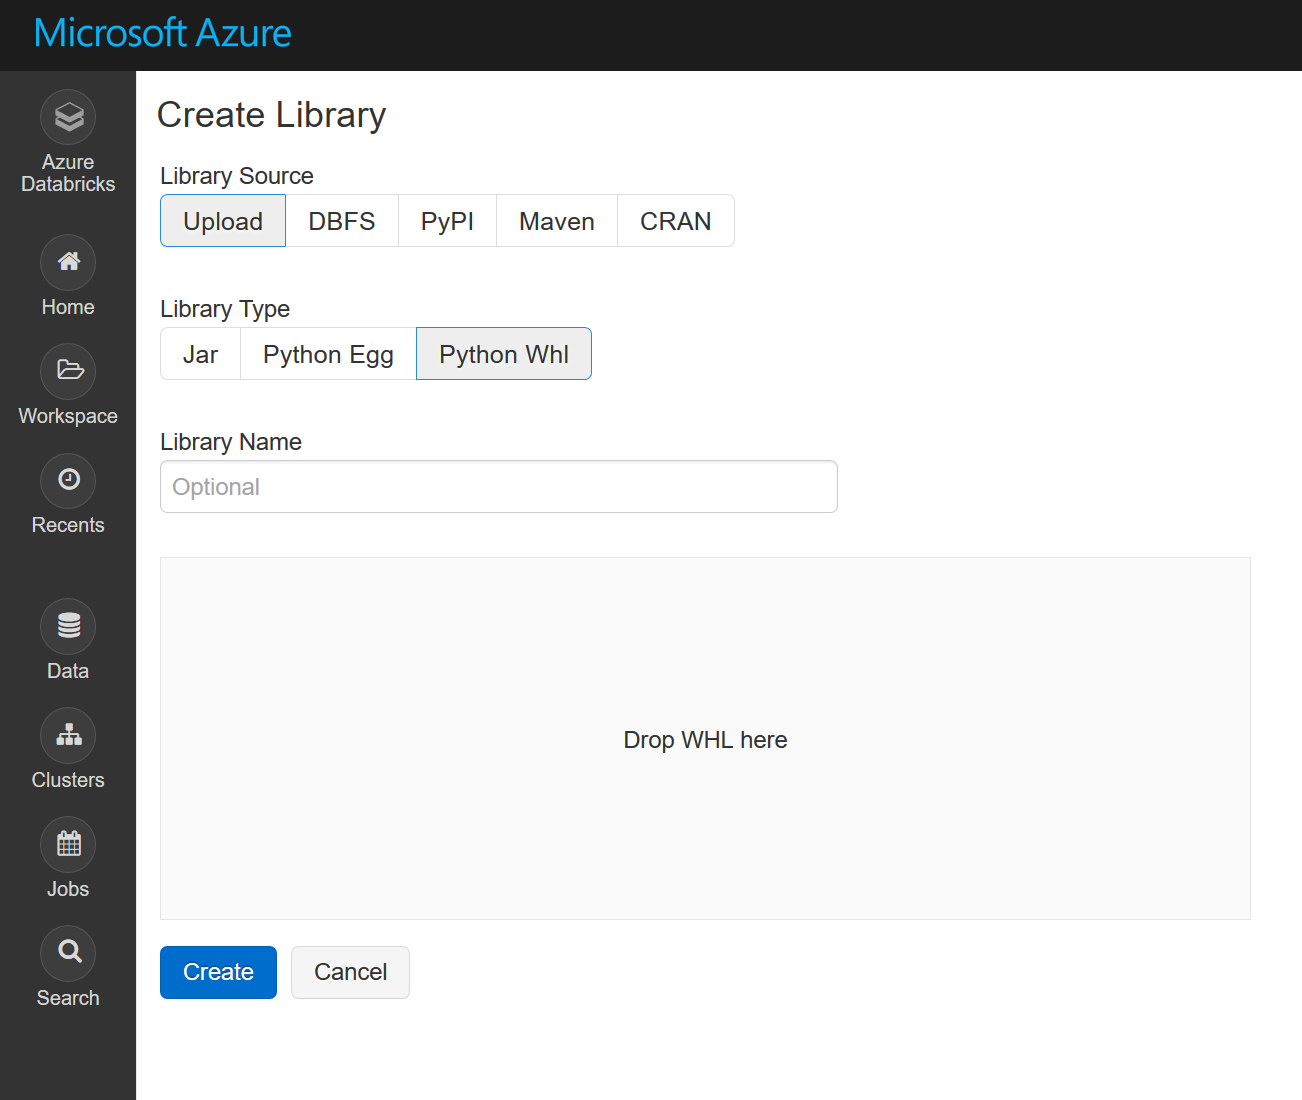 Microsoft Azure
Azure
Databricks
Home
Workspace
Recents
Data
Clusters
Jobs
Search
Create Library
Library Source
Upload DBFS PyPI Maven CRAN
Library Type
Jar Python Egg Python Whl
Library Name
Optional
Drop WHL here
Create Cancel